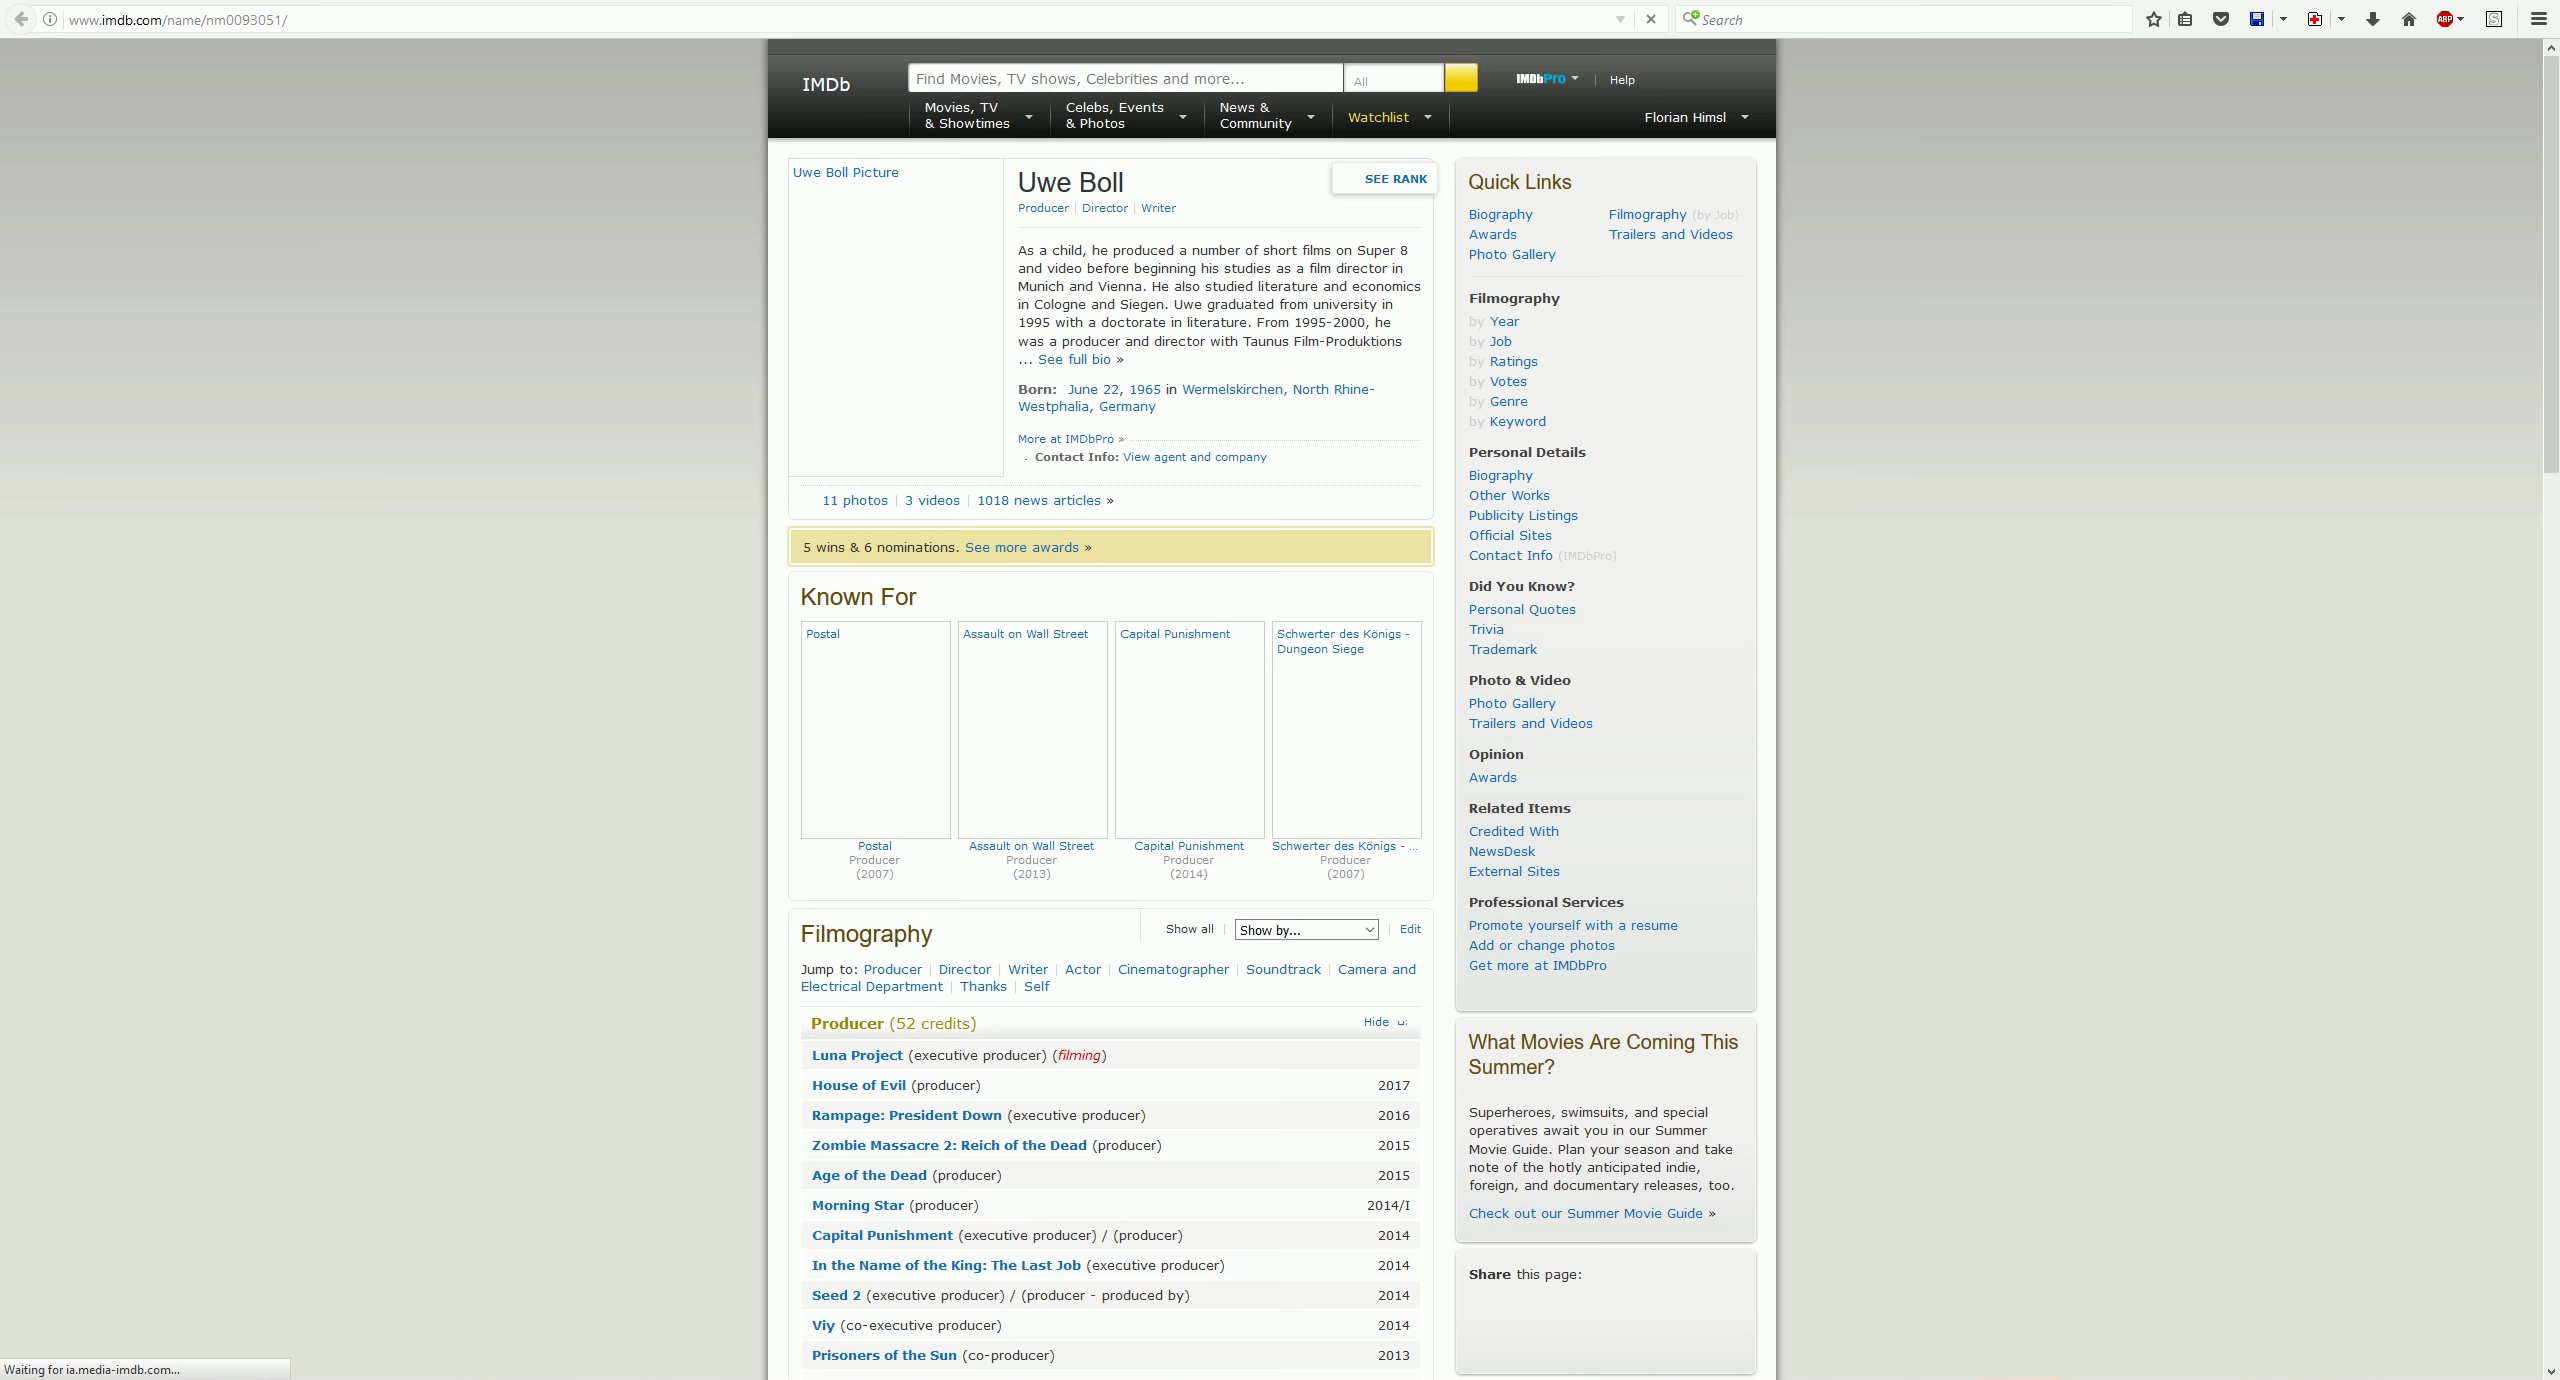 www.imdb.com/name/nm0093051/
Search
IMDb
Find Movies, TV shows, Celebrities and more...
All
IMDbPro
Help
Movies, TV
& Showtimes
Celebs, Events
& Photos
News &
Community
Watchlist
Florian Himsl
Uwe Boll Picture
Uwe Boll
SEE RANK
Producer | Director | Writer
As a child, he produced a number of short films on Super 8
and video before beginning his studies as a film director in
Munich and Vienna. He also studied literature and economics
in Cologne and Siegen. Uwe graduated from university in
1995 with a doctorate in literature. From 1995-2000, he
was a producer and director with Taunus Film-Produktions
... See full bio »
Born: June 22, 1965 in Wermelskirchen, North Rhine-
Westphalia, Germany
More at IMDbPro »
Contact Info: View agent and company
11 photos | 3 videos | 1018 news articles »
5 wins & 6 nominations. See more awards »
Known For
Postal
Assault on Wall Street
Capital Punishment
Schwerter des Königs -
Dungeon Siege
Postal
Producer
(2007)
Assault on Wall Street
Producer
(2013)
Capital Punishment
Producer
(2014)
Schwerter des Königs - ...
Producer
(2007)
Filmography
Show all | Show by... | Edit
Jump to: Producer | Director | Writer | Actor | Cinematographer | Soundtrack | Camera and
Electrical Department | Thanks | Self
Producer (52 credits) Hide
Luna Project (executive producer) (filming)
House of Evil (producer) 2017
Rampage: President Down (executive producer) 2016
Zombie Massacre 2: Reich of the Dead (producer) 2015
Age of the Dead (producer) 2015
Morning Star (producer) 2014/I
Capital Punishment (executive producer) / (producer) 2014
In the Name of the King: The Last Job (executive producer) 2014
Seed 2 (executive producer) / (producer - produced by) 2014
Viy (co-executive producer) 2014
Prisoners of the Sun (co-producer) 2013
Quick Links
Biography
Awards
Photo Gallery
Filmography (by Job)
Trailers and Videos
Filmography
by Year
by Job
by Ratings
by Votes
by Genre
by Keyword
Personal Details
Biography
Other Works
Publicity Listings
Official Sites
Contact Info (IMDbPro)
Did You Know?
Personal Quotes
Trivia
Trademark
Photo & Video
Photo Gallery
Trailers and Videos
Opinion
Awards
Related Items
Credited With
NewsDesk
External Sites
Professional Services
Promote yourself with a resume
Add or change photos
Get more at IMDbPro
What Movies Are Coming This
Summer?
Superheroes, swimsuits, and special
operatives await you in our Summer
Movie Guide. Plan your season and take
note of the hotly anticipated indie,
foreign, and documentary releases, too.
Check out our Summer Movie Guide »
Share this page:
Waiting for ia.media-imdb.com...
ABP
S